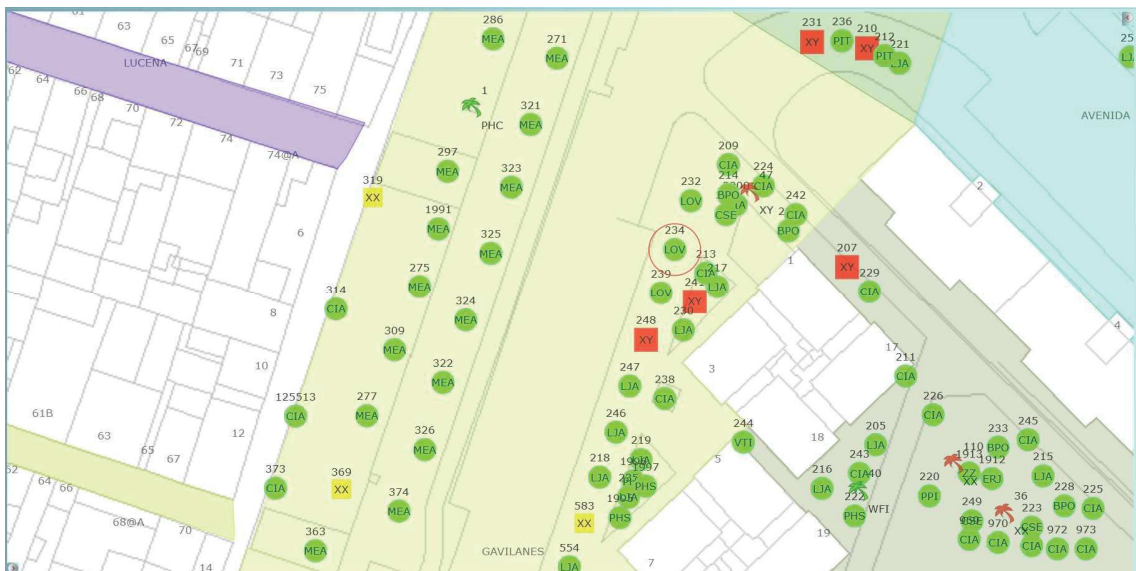 61
63
65
67
69
LUCENA
71
73
75
62
64
66
68
70
72
74
74@A
286
MEA
271
MEA
1
PHC
321
MEA
297
MEA
323
MEA
319
XX
1991
MEA
325
MEA
6
275
MEA
314
CIA
8
324
MEA
309
MEA
10
322
MEA
125513
CIA
277
MEA
326
MEA
12
61B
63
65
67
373
CIA
369
XX
374
MEA
62
64
66
68@A
70
14
363
MEA
231
XY
236
PIT
210
XY
212
PIT
221
LJA
AVENIDA
209
CIA
214
BPO
CSE
224
47
CIA
XY
232
LOV
242
CIA
BPO
234
LOV
213
CIA
217
LJA
239
LOV
XY
248
XY
230
LJA
207
XY
229
CIA
1
2
4
3
17
211
CIA
247
LJA
238
CIA
226
CIA
246
LJA
244
VTI
18
205
LJA
233
BPO
245
CIA
219
218
LJA
1997
PHS
5
216
LJA
243
CIA
40
WFI
222
PHS
220
PPI
110
1913
ZZ
XX
1912
ERJ
215
LJA
228
BPO
225
CIA
583
XX
PHS
249
36
XX
223
CSE
CIA
970
CIA
CIA
972
CIA
973
CIA
19
GAVILANES
554
LJA
7